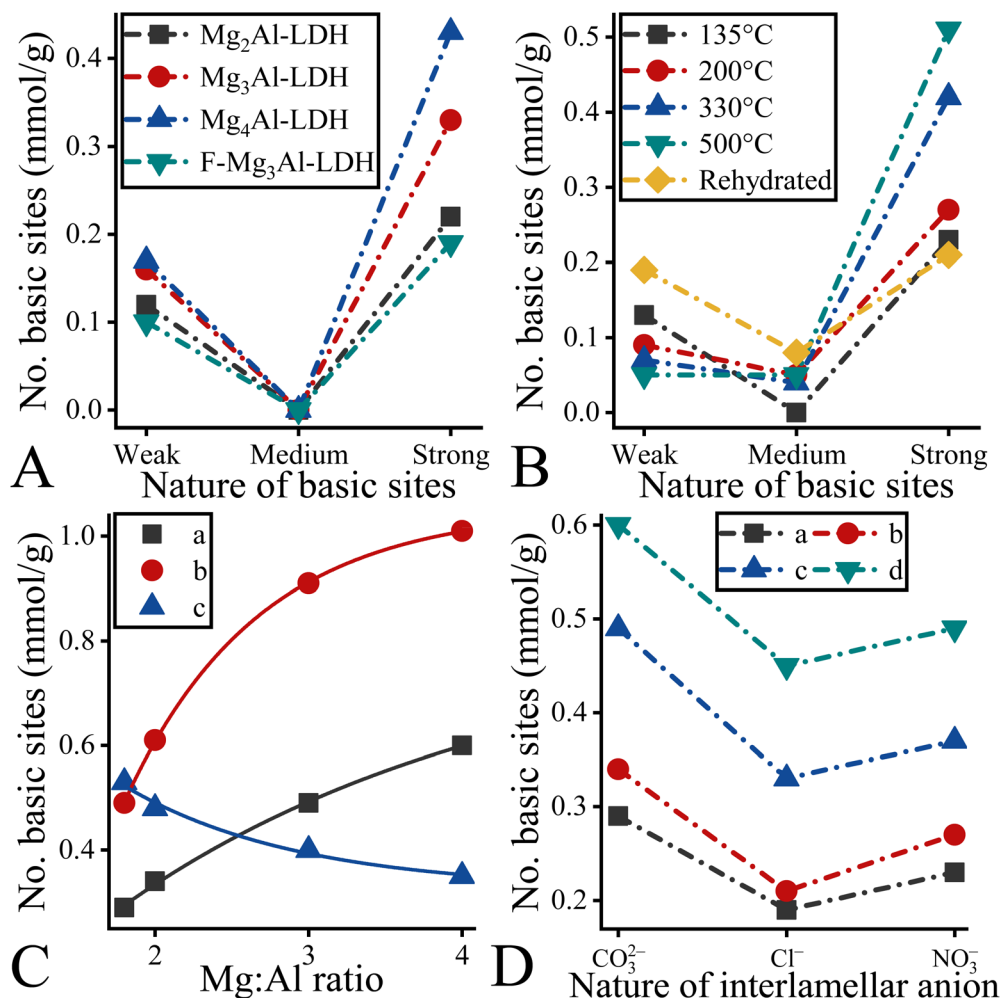 A
No. basic sites (mmol/g)
0.4
0.3
0.2
0.1
0.0
Mg₂Al-LDH
Mg₃Al-LDH
Mg₄Al-LDH
F-Mg₃Al-LDH
Weak Medium Strong
Nature of basic sites
B
No. basic sites (mmol/g)
0.5
0.4
0.3
0.2
0.1
0.0
135°C
200°C
330°C
500°C
Rehydrated
Weak Medium Strong
Nature of basic sites
C
No. basic sites (mmol/g)
1.0
0.8
0.6
0.4
a
b
c
2 3 4
Mg:Al ratio
D
No. basic sites (mmol/g)
0.6
0.5
0.4
0.3
0.2
a b
c d
CO₃²⁻ Cl⁻ NO₃⁻
Nature of interlamellar anion